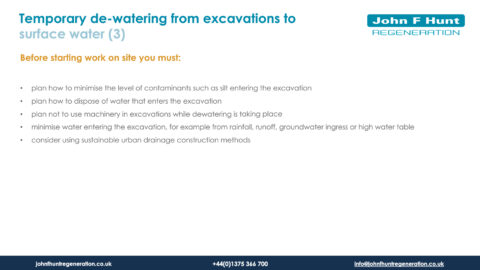 Temporary de-watering from excavations to
surface water (3)
John F Hunt
REGENERATION
Before starting work on site you must:
• plan how to minimise the level of contaminants such as silt entering the excavation
• plan how to dispose of water that enters the excavation
• plan not to use machinery in excavations while dewatering is taking place
• minimise water entering the excavation, for example from rainfall, runoff, groundwater ingress or high water table
• consider using sustainable urban drainage construction methods
johnfhuntregeneration.co.uk +44(0)1375 366 700 info@johnfhuntregeneration.co.uk